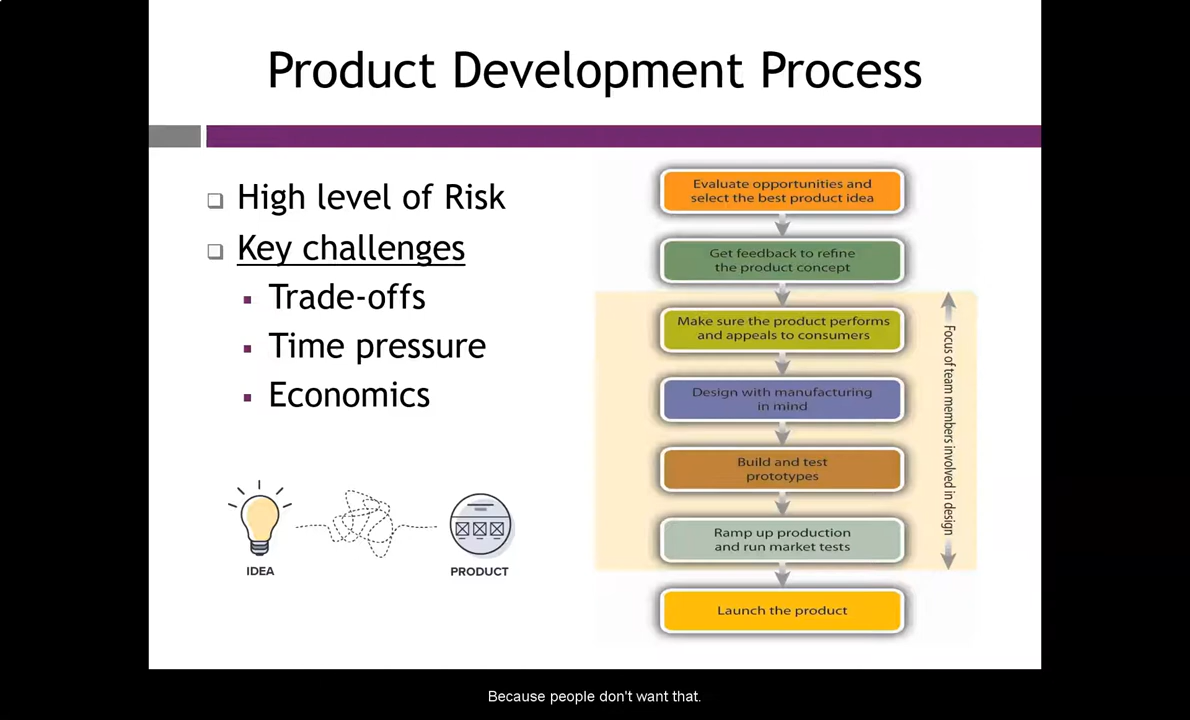 Product Development Process
High level of Risk
Key challenges
Trade-offs
Time pressure
Economics
IDEA
PRODUCT
Evaluate opportunities and
select the best product idea
Get feedback to refine
the product concept
Make sure the product performs
and appeals to consumers
Design with manufacturing
in mind
Build and test
prototypes
Ramp up production
and run market tests
Launch the product
Focus of team members involved in design
Because people don't want that.